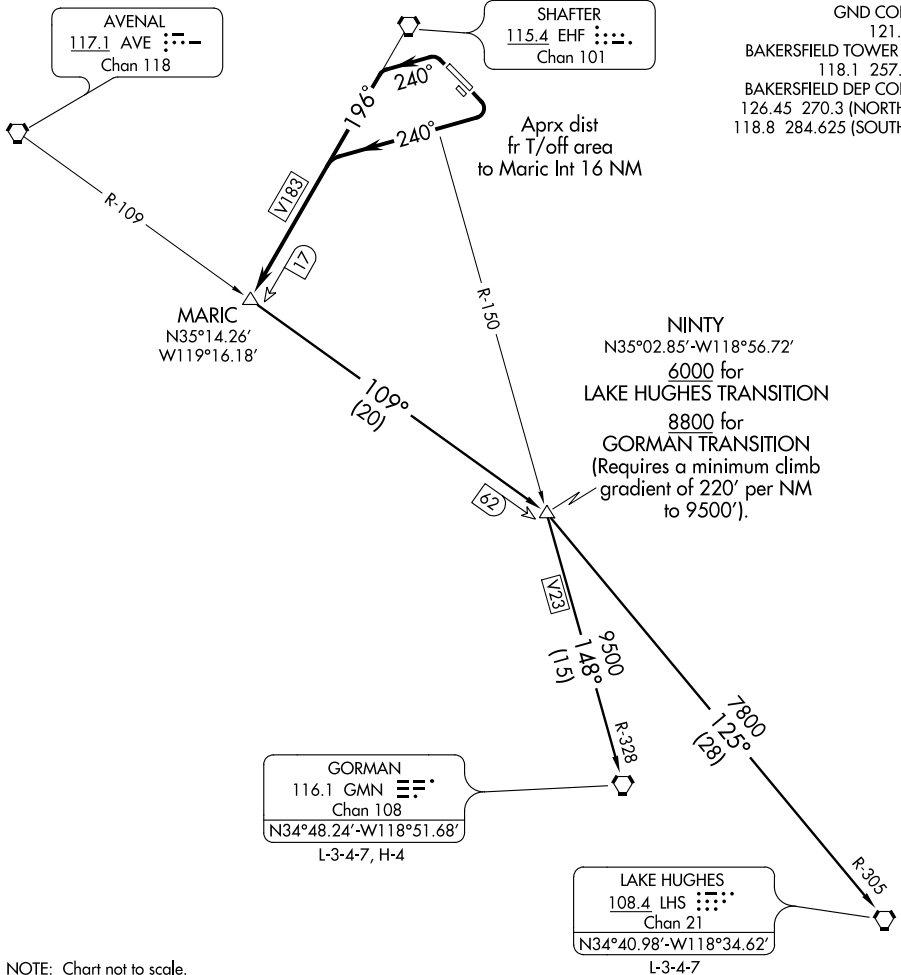 AVENAL
117.1 AVE
Chan 118
SHAFTER
115.4 EHF
Chan 101
GND CO
121.
BAKERSFIELD TOWER
118.1 257.
BAKERSFIELD DEP CO
126.45 270.3 (NORTH
118.8 284.625 (SOUTH
240°
196°
240°
Aprx dist
fr T/off area
to Maric Int 16 NM
V183
R-109
17
R-150
MARIC
N35°14.26'
W119°16.18'
NINTY
N35°02.85'-W118°56.72'
6000 for
LAKE HUGHES TRANSITION
8800 for
GORMAN TRANSITION
(Requires a minimum climb
gradient of 220' per NM
to 9500').
109°
(20)
62
V23
9500
148°
(15)
R-328
7800
125°
(28)
R-305
GORMAN
116.1 GMN
Chan 108
N34°48.24'-W118°51.68'
L-3-4-7, H-4
LAKE HUGHES
108.4 LHS
Chan 21
N34°40.98'-W118°34.62'
L-3-4-7
NOTE: Chart not to scale.